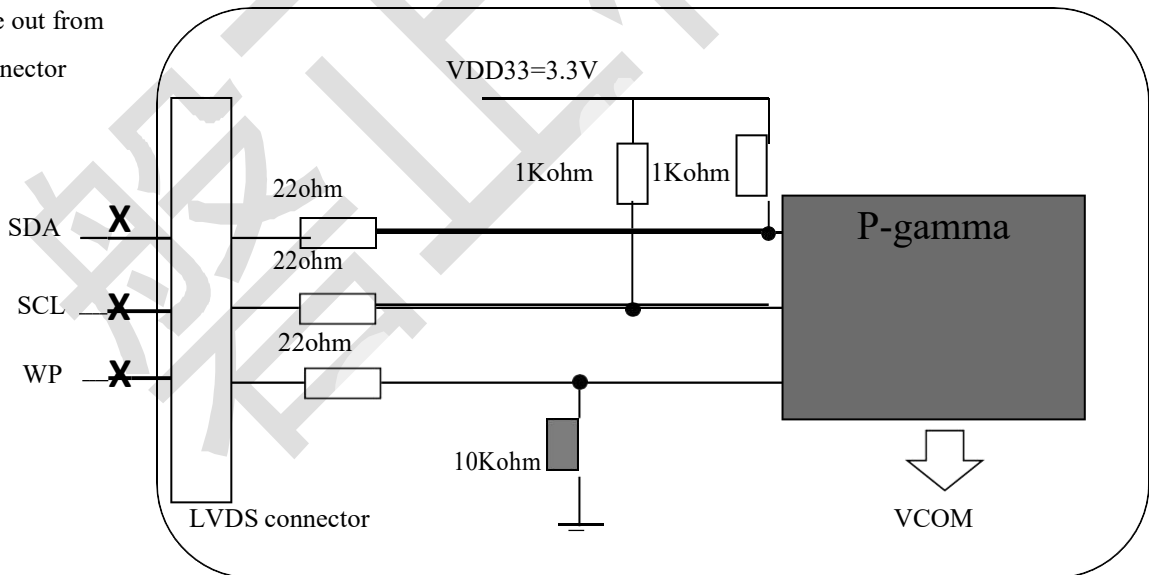 e out from
nector
VDD33=3.3V
1Kohm
1Kohm
22ohm
SDA
X
P-gamma
22ohm
SCL
X
22ohm
WP
X
10Kohm
LVDS connector
VCOM